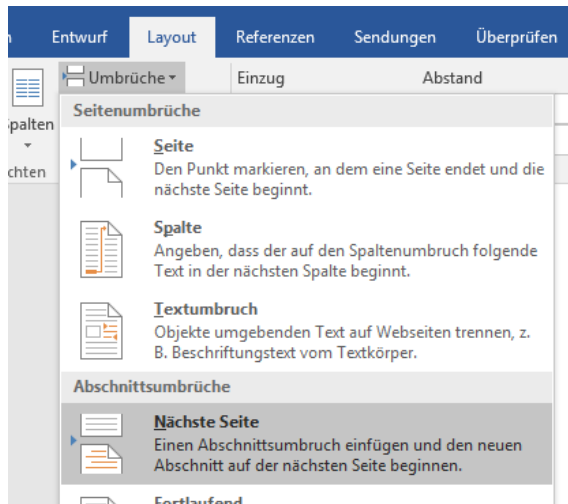 Entwurf Layout Referenzen Sendungen Überprüfen
Umbrüche Einzug Abstand
Spalten
Seitenumbrüche
Seite
Den Punkt markieren, an dem eine Seite endet und die
nächste Seite beginnt.
Spalte
Angeben, dass der auf den Spaltenumbruch folgende
Text in der nächsten Spalte beginnt.
Textumbruch
Objekte umgebenden Text auf Webseiten trennen, z.
B. Beschriftungstext vom Textkörper.
Abschnittsumbrüche
Nächste Seite
Einen Abschnittsumbruch einfügen und den neuen
Abschnitt auf der nächsten Seite beginnen.
Fortlaufend